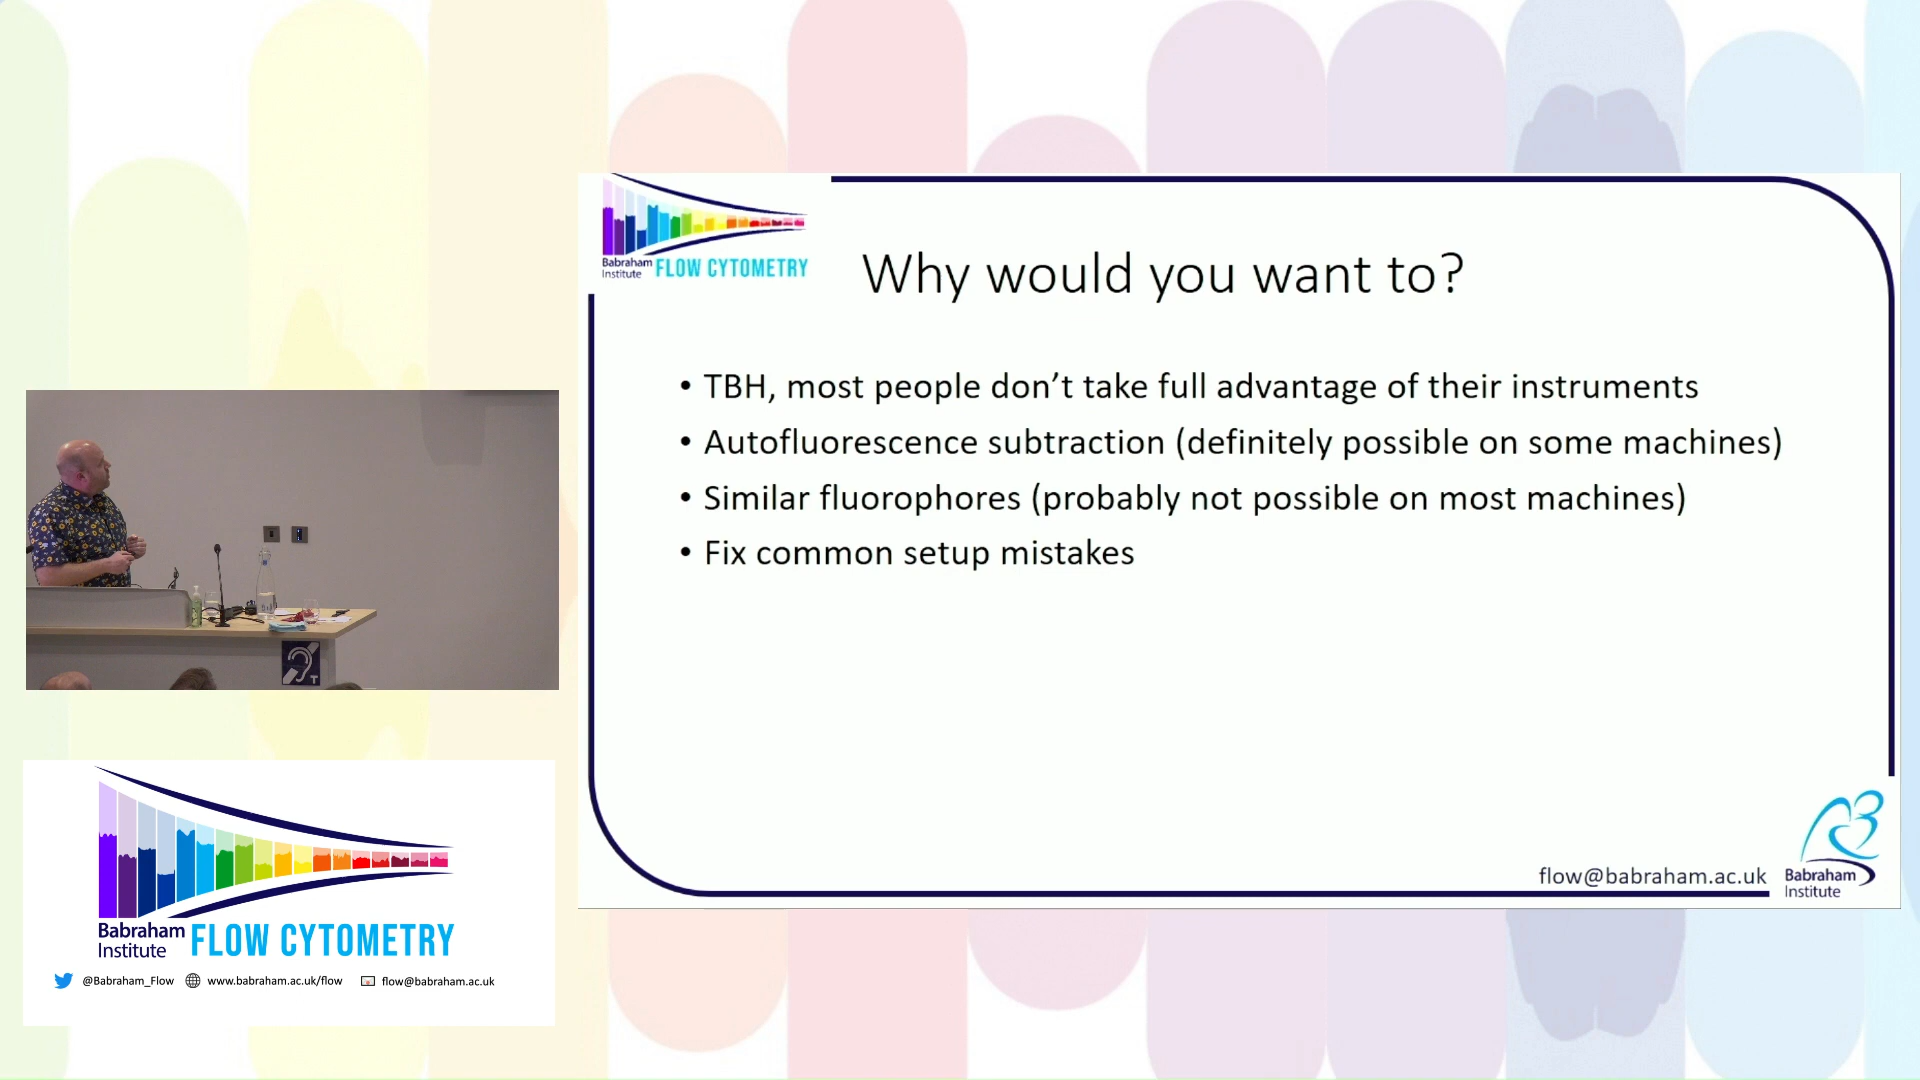 Babraham
Institute
FLOW CYTOMETRY
Why would you want to?
• TBH, most people don’t take full advantage of their instruments
• Autofluorescence subtraction (definitely possible on some machines)
• Similar fluorophores (probably not possible on most machines)
• Fix common setup mistakes
flow@babraham.ac.uk
Babraham
Institute
T
Babraham
Institute
FLOW CYTOMETRY
@Babraham_Flow
www.babraham.ac.uk/flow
flow@babraham.ac.uk